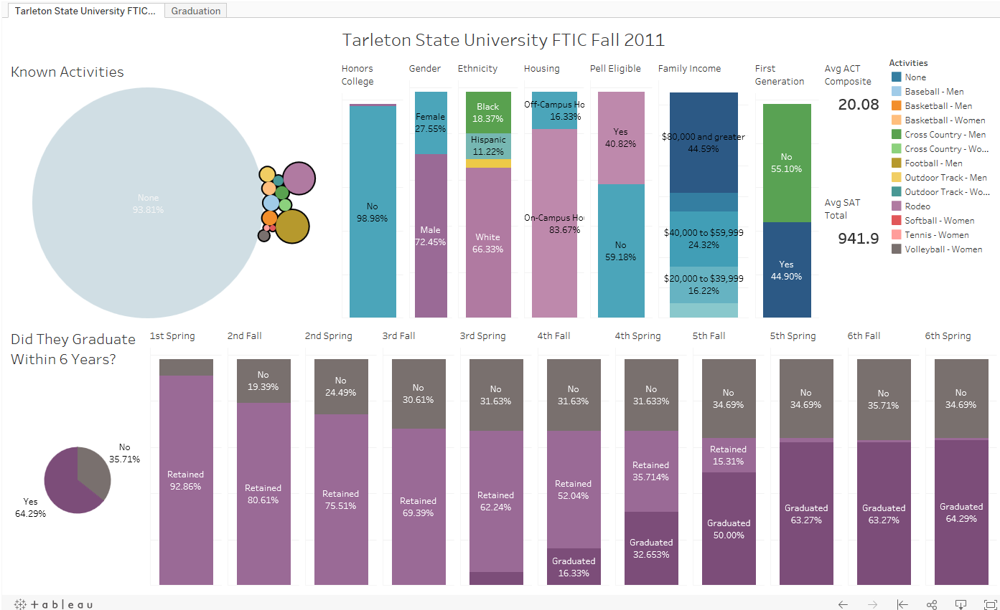 Tarleton State University FTIC...
Graduation
Tarleton State University FTIC Fall 2011
Known Activities
None
93.81%
Honors
College
No
98.98%
Gender
Female
27.55%
Male
72.45%
Ethnicity
Black
18.37%
Hispanic
11.22%
White
66.33%
Housing
Off-Campus Ho
16.33%
On-Campus Hou
83.67%
Pell Eligible
Yes
40.82%
No
59.18%
Family Income
$80,000 and greater
44.59%
$40,000 to $59,999
24.32%
$20,000 to $39,999
16.22%
First
Generation
No
55.10%
Yes
44.90%
Avg ACT
Composite
20.08
Avg SAT
Total
941.9
Activities
None
Baseball - Men
Basketball - Men
Basketball - Women
Cross Country - Men
Cross Country - Wo...
Football - Men
Outdoor Track - Men
Outdoor Track - Wo...
Rodeo
Softball - Women
Tennis - Women
Volleyball - Women
Did They Graduate
Within 6 Years?
No
35.71%
Yes
64.29%
1st Spring
Retained
92.86%
2nd Fall
No
19.39%
Retained
80.61%
2nd Spring
No
24.49%
Retained
75.51%
3rd Fall
No
30.61%
Retained
69.39%
3rd Spring
No
31.63%
Retained
62.24%
4th Fall
No
31.63%
Retained
52.04%
Graduated
16.33%
4th Spring
No
31.633%
Retained
35.714%
Graduated
32.653%
5th Fall
No
34.69%
Retained
15.31%
Graduated
50.00%
5th Spring
No
34.69%
Graduated
63.27%
6th Fall
No
35.71%
Graduated
63.27%
6th Spring
No
34.69%
Graduated
64.29%
+ableau